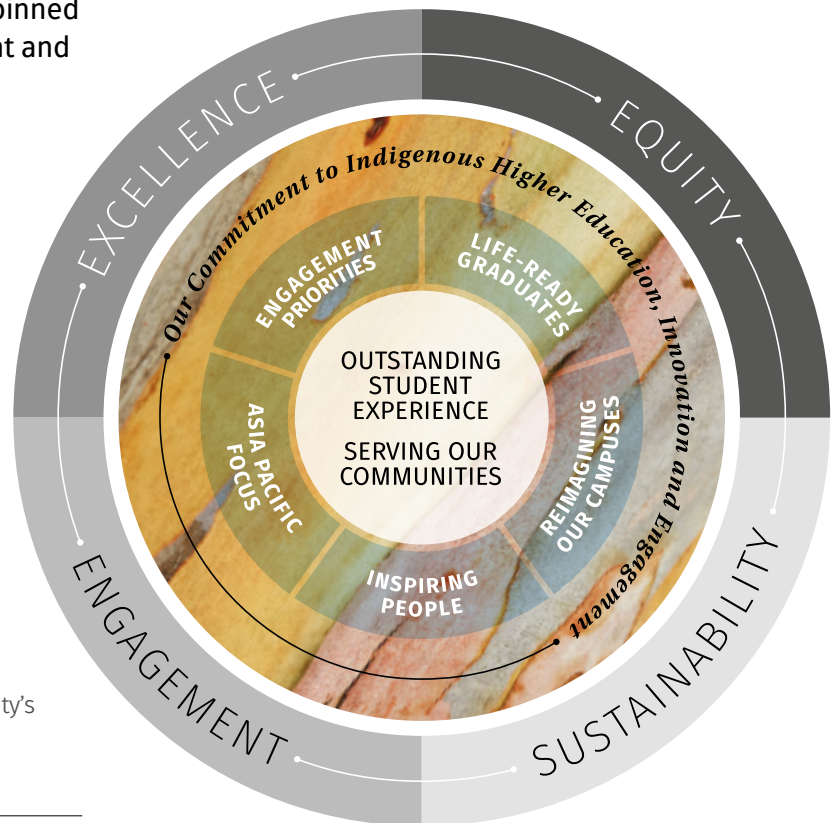 pinned
nt and
EXCELLENCE
EQUITY
Our Commitment to Indigenous Higher Education, Innovation and Engagement
ENGAGEMENT
PRIORITIES
LIFE-READY
GRADUATES
OUTSTANDING
STUDENT
EXPERIENCE
SERVING OUR
COMMUNITIES
ASIA PACIFIC
FOCUS
REIMAGINING
OUR CAMPUSES
INSPIRING
PEOPLE
ENGAGEMENT
SUSTAINABILITY
ty’s